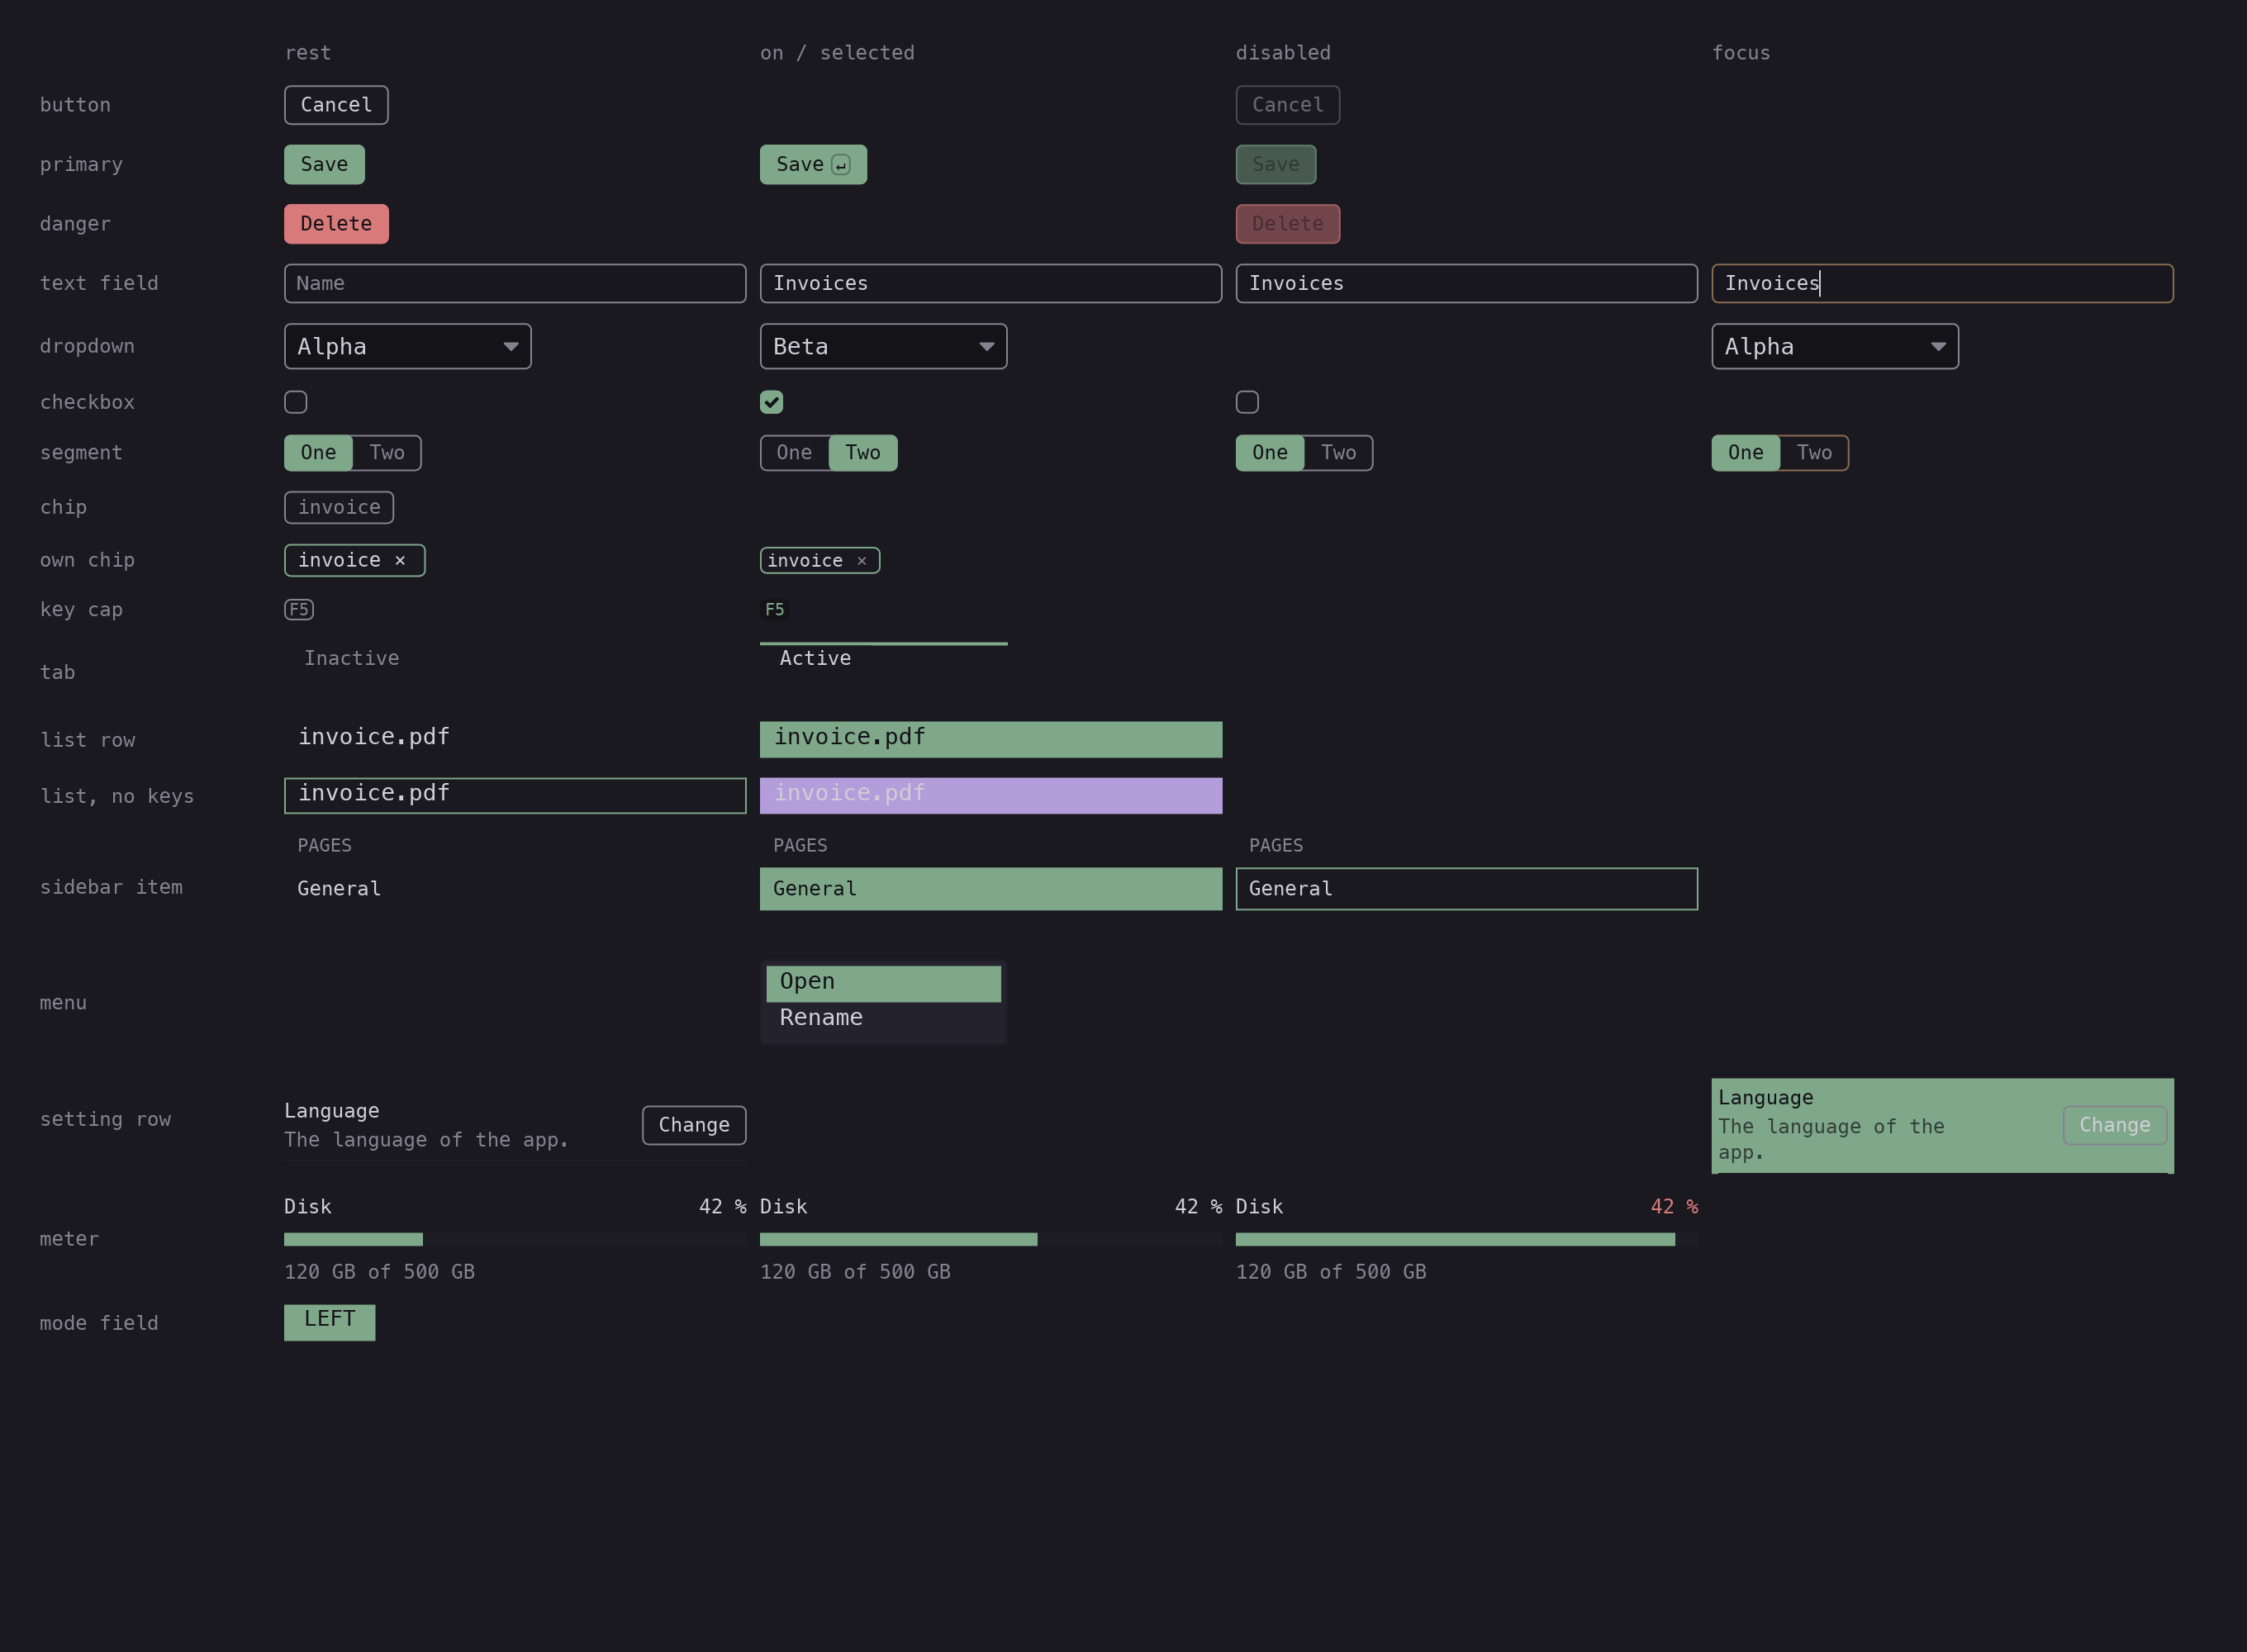 rest on / selected disabled focus
button Cancel Cancel
primary Save Save ↵ Save
danger Delete Delete
text field Name Invoices Invoices Invoices
dropdown Alpha Beta Alpha
checkbox
segment One Two One Two One Two One Two
chip invoice
own chip invoice × invoice ×
key cap F5 F5
tab Inactive Active
list row invoice.pdf invoice.pdf
list, no keys invoice.pdf invoice.pdf
PAGES PAGES PAGES
sidebar item General General General
menu Open
Rename
setting row Language Change Language Change
The language of the app. The language of the
app.
Disk 42 % Disk 42 % Disk 42 %
meter
120 GB of 500 GB 120 GB of 500 GB 120 GB of 500 GB
mode field LEFT